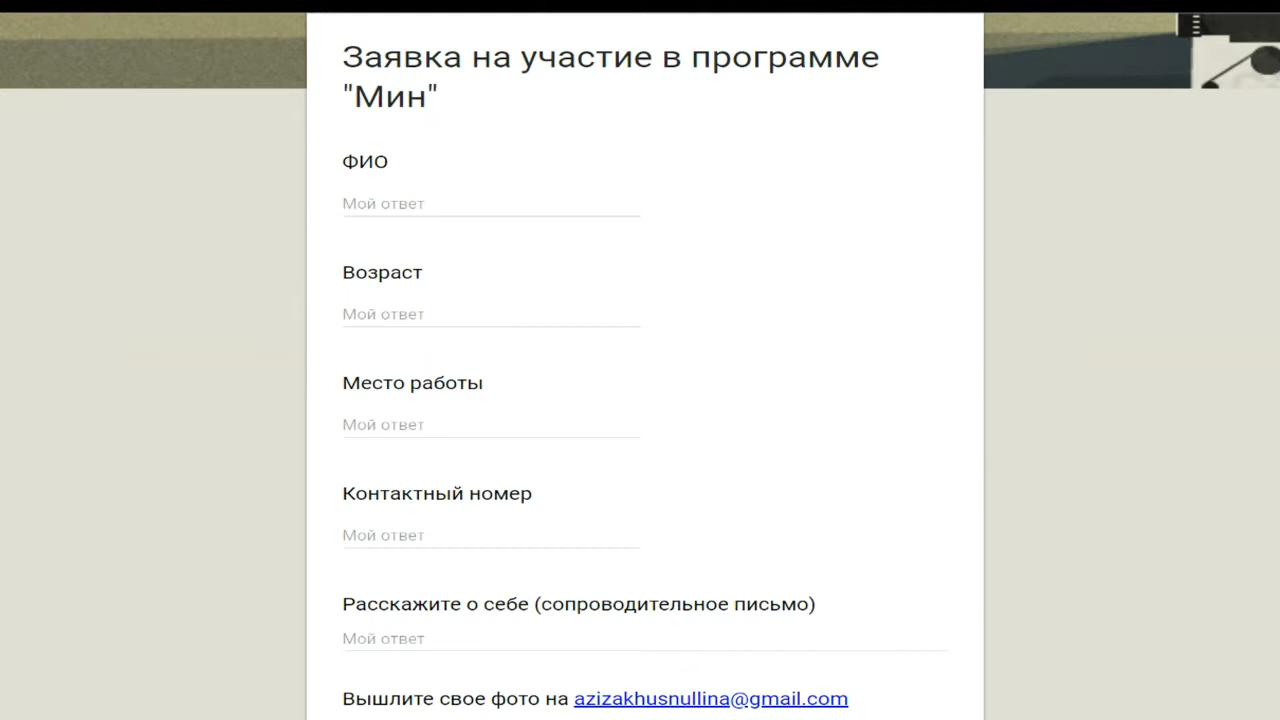 Заявка на участие в программе
"Мин"
ФИО
Мой ответ
Возраст
Мой ответ
Место работы
Мой ответ
Контактный номер
Мой ответ
Расскажите о себе (сопроводительное письмо)
Мой ответ
Вышлите свое фото на azizakhusnullina@gmail.com